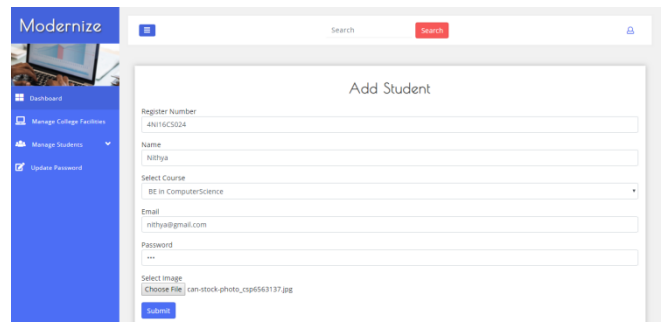 Modernize
Search
Search
Dashboard
Manage College Facilities
Manage Students
Update Password
Add Student
Register Number
4NI16CS024
Name
Nithya
Select Course
BE in ComputerScience
Email
nithya@gmail.com
Password
•••
Select Image
Choose File can-stock-photo_csp6563137.jpg
Submit